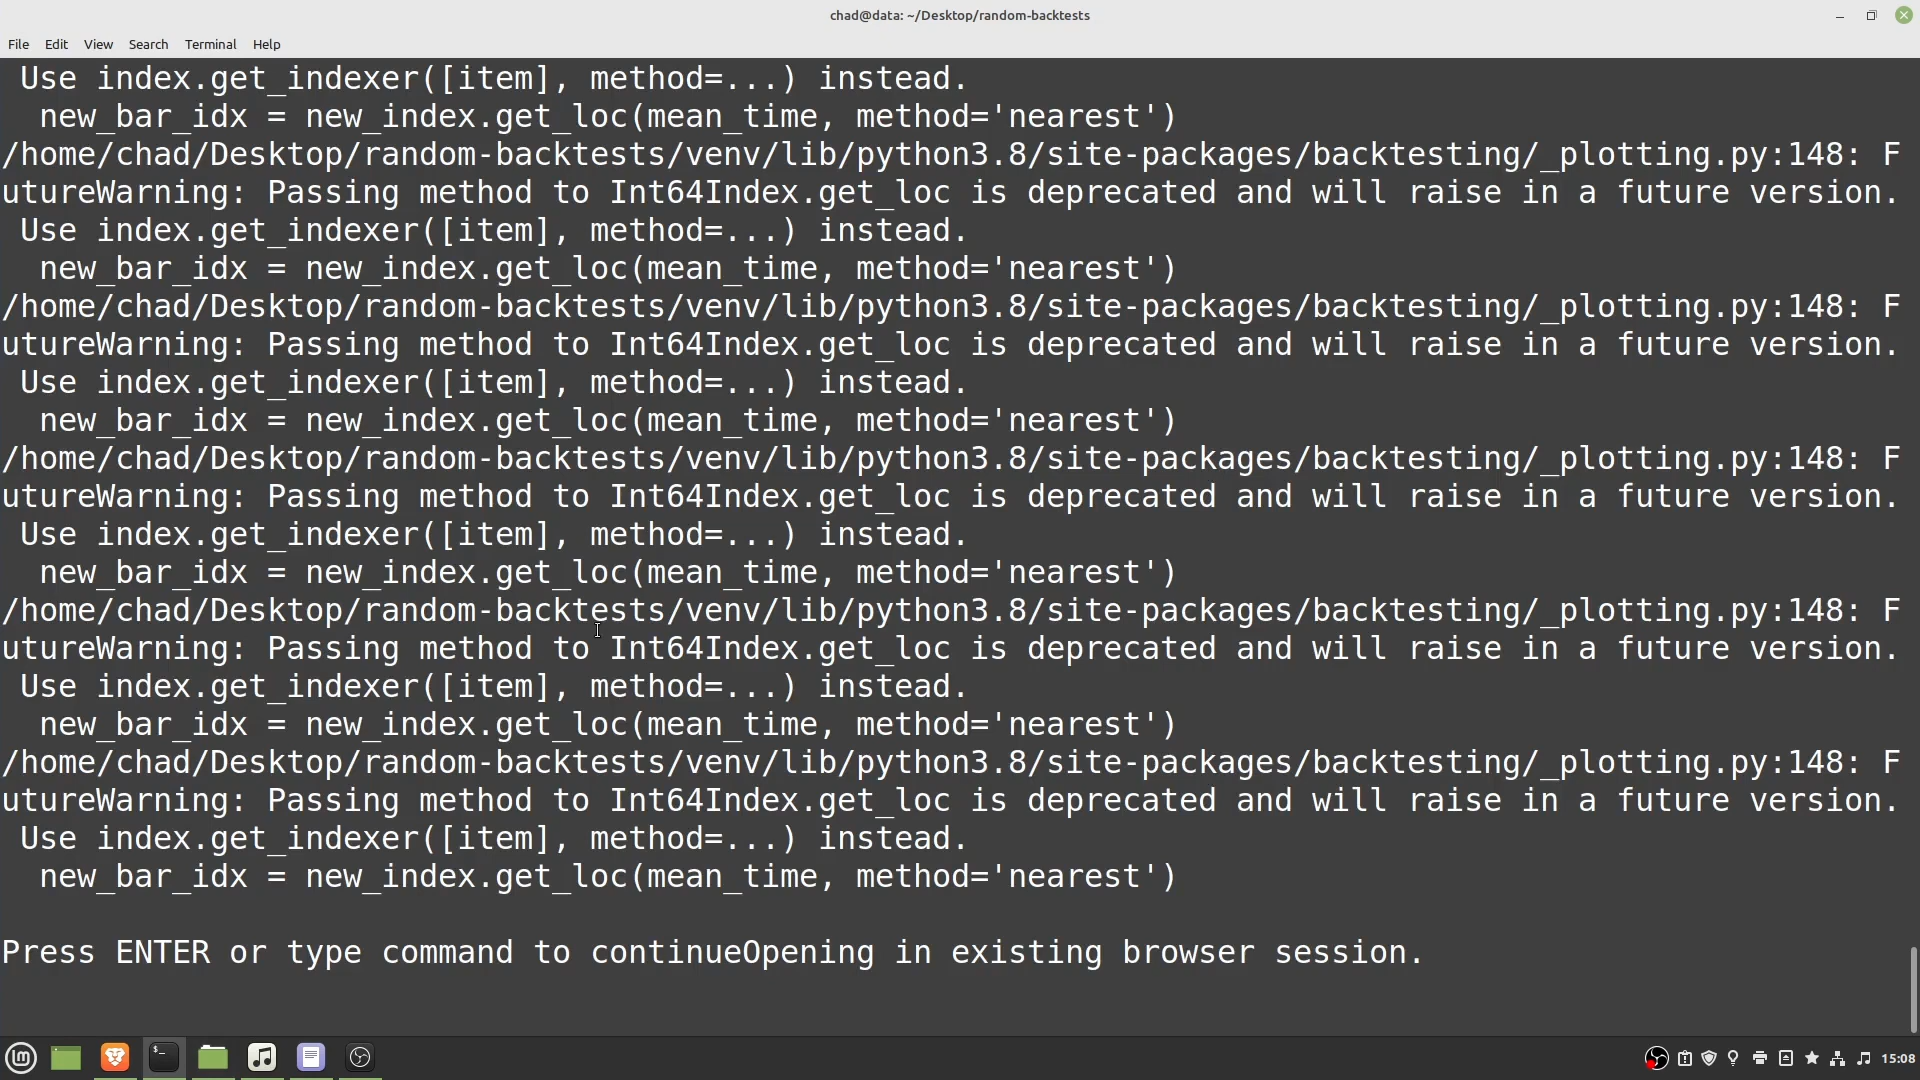 chad@data: ~/Desktop/random-backtests
File Edit View Search Terminal Help
Use index.get_indexer([item], method=...) instead.
new_bar_idx = new_index.get_loc(mean_time, method='nearest')
/home/chad/Desktop/random-backtests/venv/lib/python3.8/site-packages/backtesting/_plotting.py:148: F
utureWarning: Passing method to Int64Index.get_loc is deprecated and will raise in a future version.
Use index.get_indexer([item], method=...) instead.
new_bar_idx = new_index.get_loc(mean_time, method='nearest')
/home/chad/Desktop/random-backtests/venv/lib/python3.8/site-packages/backtesting/_plotting.py:148: F
utureWarning: Passing method to Int64Index.get_loc is deprecated and will raise in a future version.
Use index.get_indexer([item], method=...) instead.
new_bar_idx = new_index.get_loc(mean_time, method='nearest')
/home/chad/Desktop/random-backtests/venv/lib/python3.8/site-packages/backtesting/_plotting.py:148: F
utureWarning: Passing method to Int64Index.get_loc is deprecated and will raise in a future version.
Use index.get_indexer([item], method=...) instead.
new_bar_idx = new_index.get_loc(mean_time, method='nearest')
/home/chad/Desktop/random-backtests/venv/lib/python3.8/site-packages/backtesting/_plotting.py:148: F
utureWarning: Passing method to Int64Index.get_loc is deprecated and will raise in a future version.
Use index.get_indexer([item], method=...) instead.
new_bar_idx = new_index.get_loc(mean_time, method='nearest')
/home/chad/Desktop/random-backtests/venv/lib/python3.8/site-packages/backtesting/_plotting.py:148: F
utureWarning: Passing method to Int64Index.get_loc is deprecated and will raise in a future version.
Use index.get_indexer([item], method=...) instead.
new_bar_idx = new_index.get_loc(mean_time, method='nearest')
Press ENTER or type command to continueOpening in existing browser session.
15:08